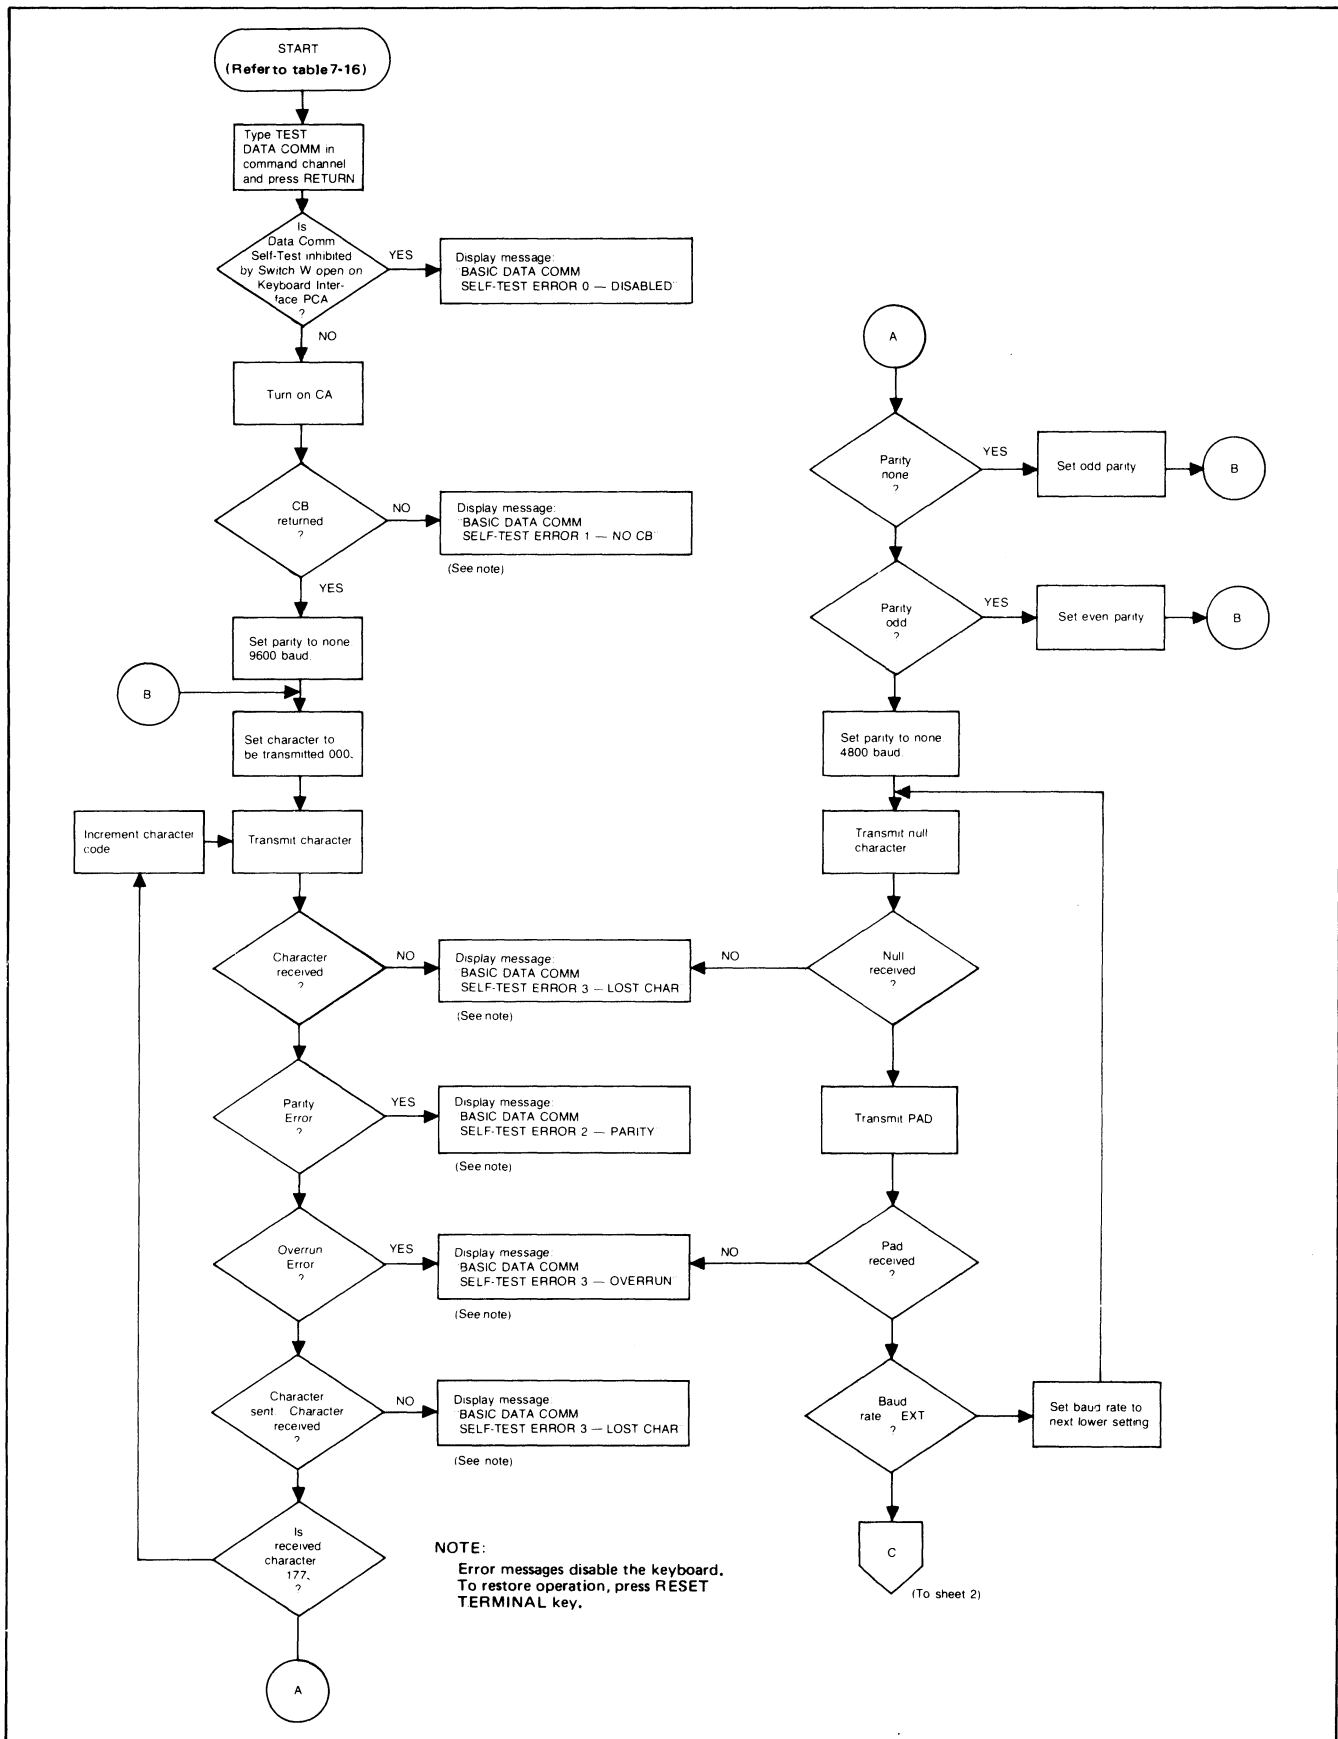 START
(Refer to table 7-16)
Type TEST
DATA COMM in
command channel
and press RETURN
Is
Data Comm
Self-Test inhibited
by Switch W open on
Keyboard Inter-
face PCA
?
YES
Display message:
"BASIC DATA COMM
SELF-TEST ERROR 0 — DISABLED"
NO
Turn on CA
CB
returned
?
NO
Display message:
"BASIC DATA COMM
SELF-TEST ERROR 1 — NO CB"
(See note)
YES
Set parity to none
9600 baud.
B
Set character to
be transmitted 000.
Increment character
code
Transmit character
Character
received
?
NO
Display message:
"BASIC DATA COMM
SELF-TEST ERROR 3 — LOST CHAR
(See note)
Parity
Error
?
YES
Display message:
BASIC DATA COMM
SELF-TEST ERROR 2 — PARITY"
(See note)
Overrun
Error
?
YES
Display message:
"BASIC DATA COMM
SELF-TEST ERROR 3 — OVERRUN"
(See note)
Character
sent Character
received
?
NO
Display message:
"BASIC DATA COMM
SELF-TEST ERROR 3 — LOST CHAR"
(See note)
Is
received
character
177
?
A
NOTE:
Error messages disable the keyboard.
To restore operation, press RESET
TERMINAL key.
A
Parity
none
?
YES
Set odd parity
B
Parity
odd
?
YES
Set even parity
B
Set parity to none
4800 baud.
Transmit null
character
Null
received
?
NO
Transmit PAD
Pad
received
?
NO
Baud
rate EXT
?
Set baud rate to
next lower setting
C
(To sheet 2)